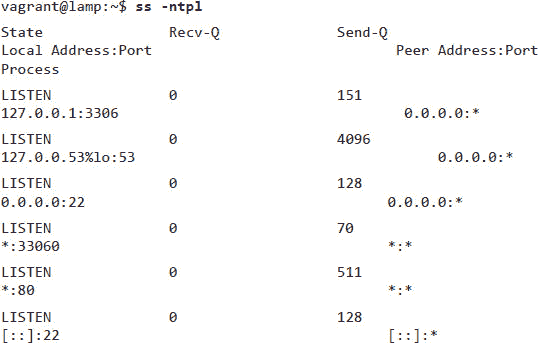 vagrant@lamp:~$ ss -ntpl
State Recv-Q Send-Q
Local Address:Port Peer Address:Port
Process
LISTEN 0 151
127.0.0.1:3306 0.0.0.0:*
LISTEN 0 4096
127.0.0.53%lo:53 0.0.0.0:*
LISTEN 0 128
0.0.0.0:22 0.0.0.0:*
LISTEN 0 70
*:33060 *:*
LISTEN 0 511
*:80 *:*
LISTEN 0 128
[::]:22 [::]:*